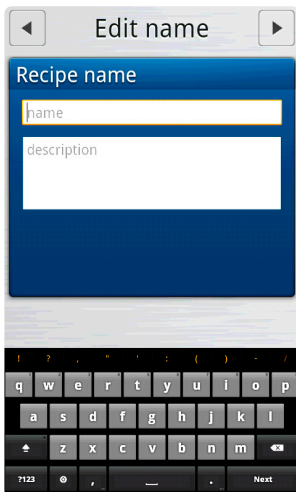 Edit name
Recipe name
name
description
! ? , " ' : ( ) - /
q w e r t y u i o p
a s d f g h j k l
z x c v b n m
?123 , . Next